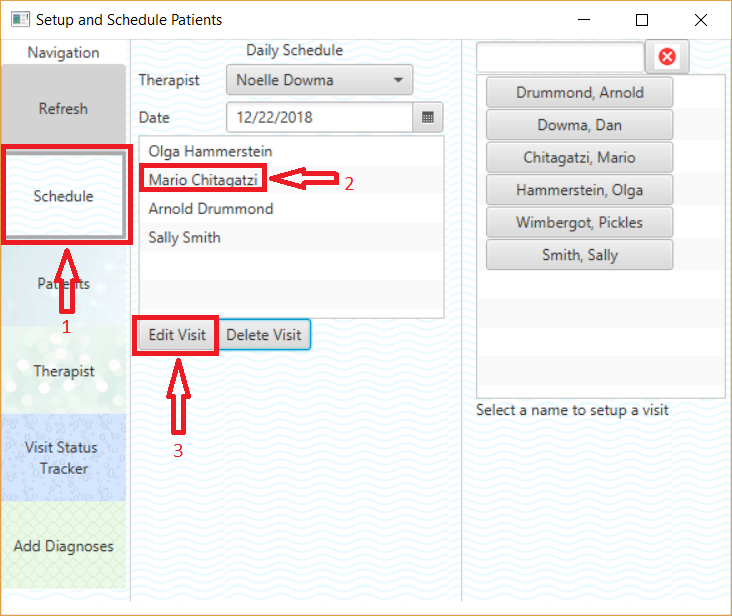 Setup and Schedule Patients
Navigation
Refresh
Schedule
1
Patients
Therapist
Visit Status
Tracker
Add Diagnoses
Daily Schedule
Therapist
Noelle Dowma
Date
12/22/2018
Olga Hammerstein
Mario Chitagatzi
2
Arnold Drummond
Sally Smith
Edit Visit
Delete Visit
3
Drummond, Arnold
Dowma, Dan
Chitagatzi, Mario
Hammerstein, Olga
Wimbergot, Pickles
Smith, Sally
Select a name to setup a visit